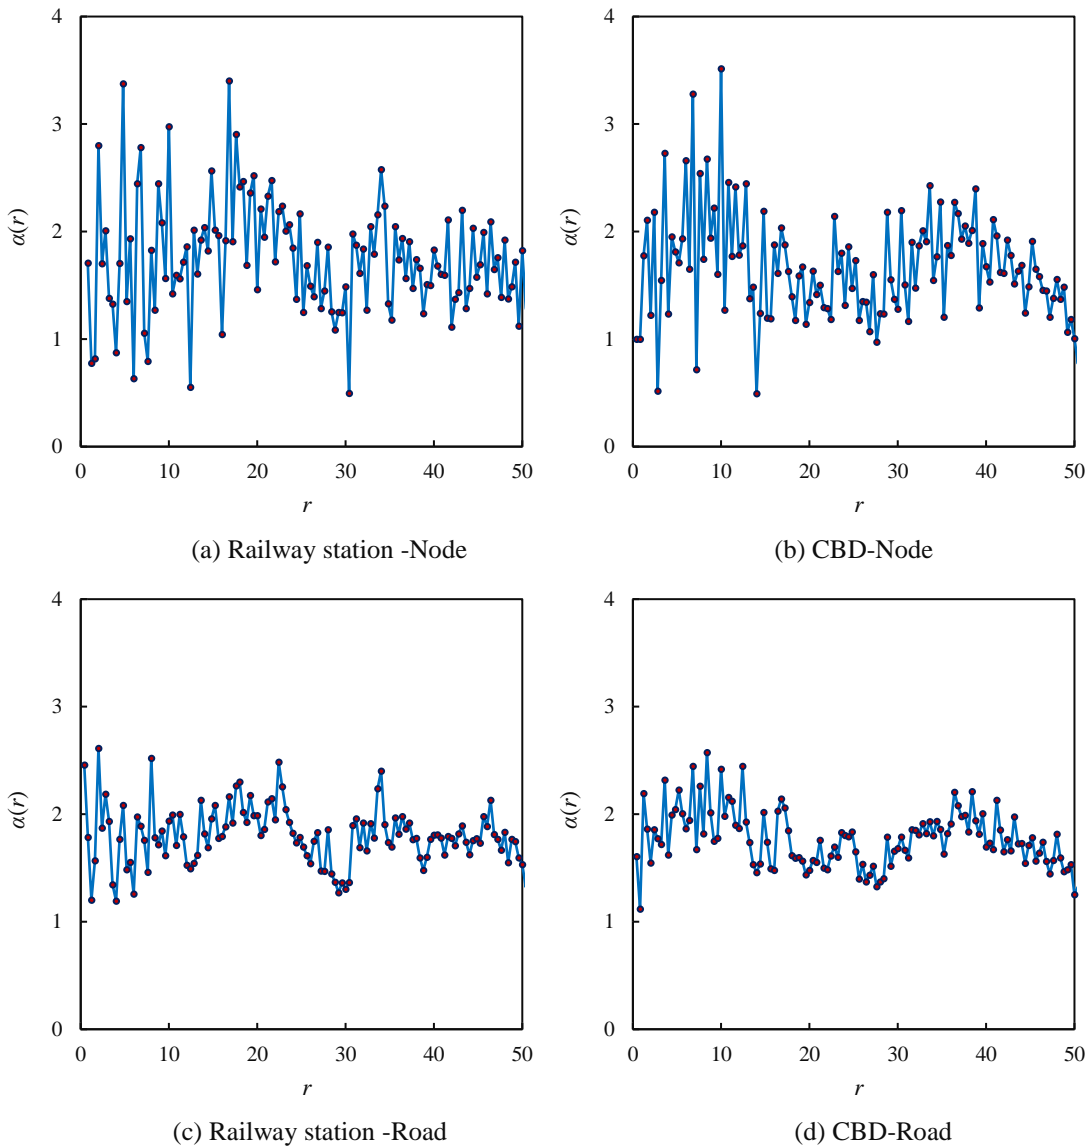 4 4
3 3
α(r) 2 α(r) 2
1 1
0 0
0 10 20 30 40 50 0 10 20 30 40 50
r r
(a) Railway station -Node (b) CBD-Node
4 4
3 3
α(r) 2 α(r) 2
1 1
0 0
0 10 20 30 40 50 0 10 20 30 40 50
r r
(c) Railway station -Road (d) CBD-Road